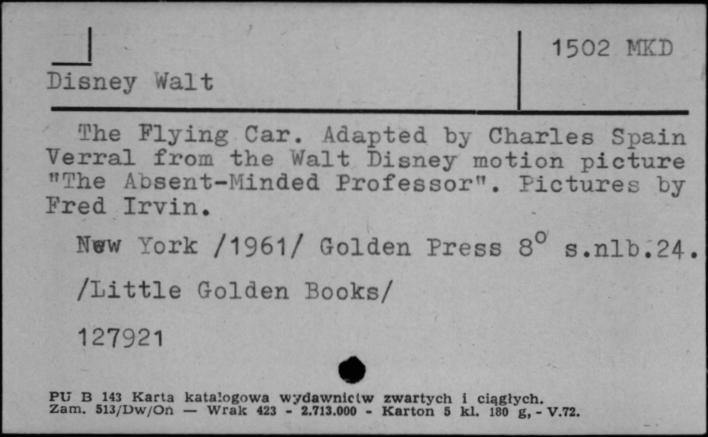 1502 MKD
Disney Walt
The Flying Car. Adapted by Charles Spain
Verral from the Walt Disney motion picture
"The Absent-Minded Professor". Pictures by
Fred Irvin.
New York /1961/ Golden Press 8° s.nlb.24.
/Little Golden Books/
127921
PU B 143 Karta katalogowa wydawnictw zwartych i ciągłych.
Zam. 513/Dw/On — Wrak 423 - 2.713.000 - Karton 5 kl. 180 g, - V.72.